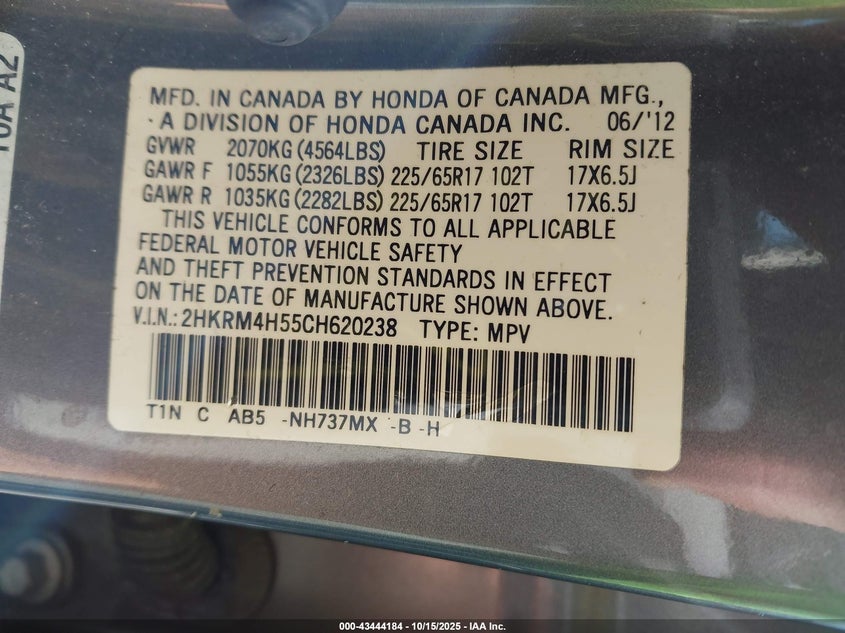 10A A2
MFD. IN CANADA BY HONDA OF CANADA MFG.,
A DIVISION OF HONDA CANADA INC. 06/'12
GVWR 2070KG (4564LBS) TIRE SIZE RIM SIZE
GAWR F 1055KG (2326LBS) 225/65R17 102T 17X6.5J
GAWR R 1035KG (2282LBS) 225/65R17 102T 17X6.5J
THIS VEHICLE CONFORMS TO ALL APPLICABLE
FEDERAL MOTOR VEHICLE SAFETY
AND THEFT PREVENTION STANDARDS IN EFFECT
ON THE DATE OF MANUFACTURE SHOWN ABOVE.
V.I.N.: 2HKRM4H55CH620238 TYPE: MPV
T1N C AB5 -NH737MX -B -H
000-43444184 - 10/15/2025 - IAA Inc.